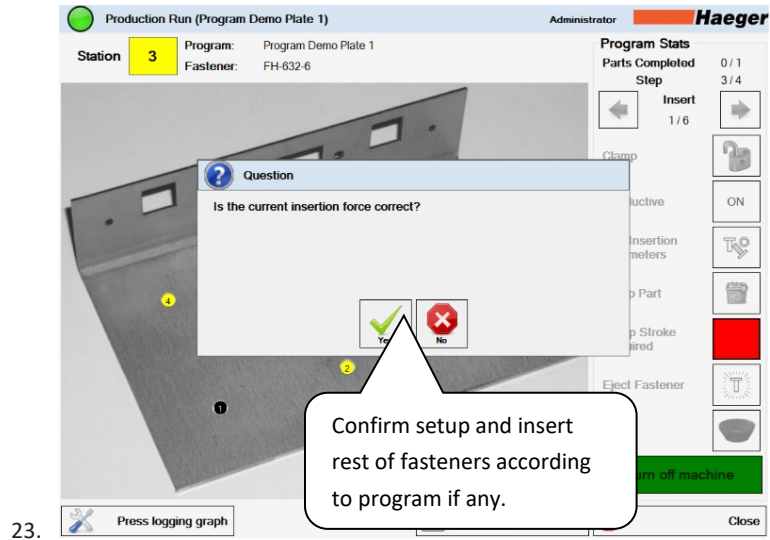 Production Run (Program Demo Plate 1)
Administrator
Haeger
Station
3
Program: Program Demo Plate 1
Fastener: FH-632-6
Program Stats
Parts Completed 0/1
Step 3/4
Insert
1/6
Clamp
Question
Is the current insertion force correct?
ON
Insertion
Part
Stroke
Eject Fastener
No
4
2
1
Confirm setup and insert
rest of fasteners according
to program if any.
off machine
Press logging graph
Close
23.